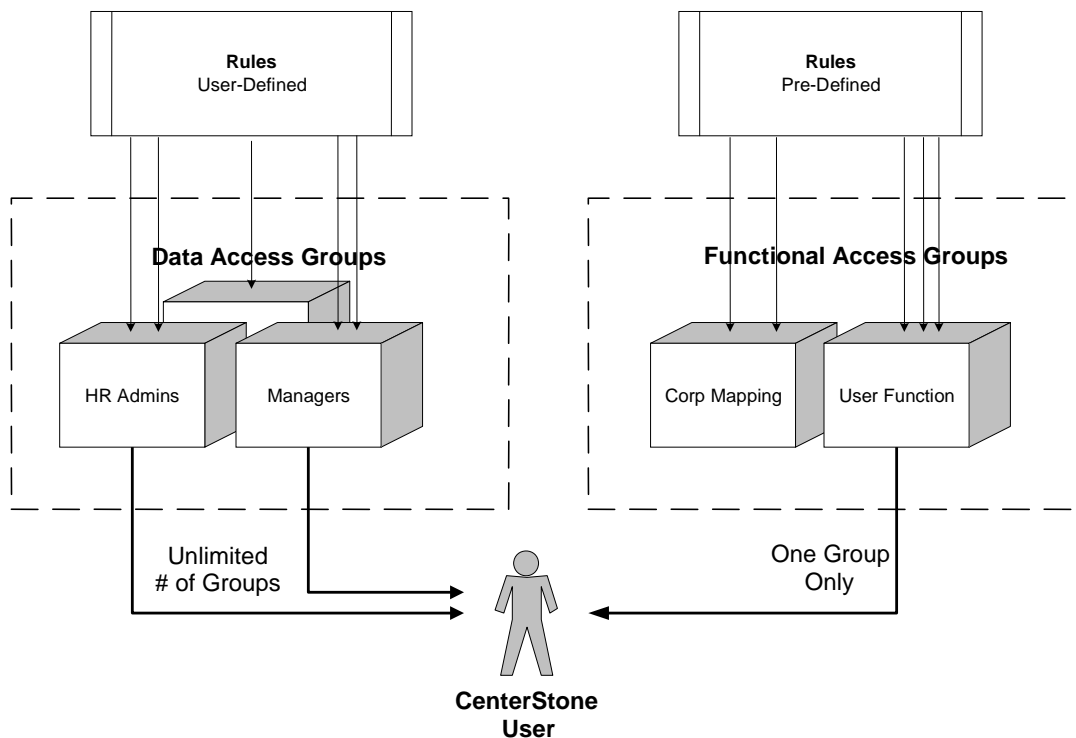 Rules
User-Defined
Rules
Pre-Defined
Data Access Groups
Functional Access Groups
HR Admins
Managers
Corp Mapping
User Function
Unlimited
# of Groups
One Group
Only
CenterStone
User